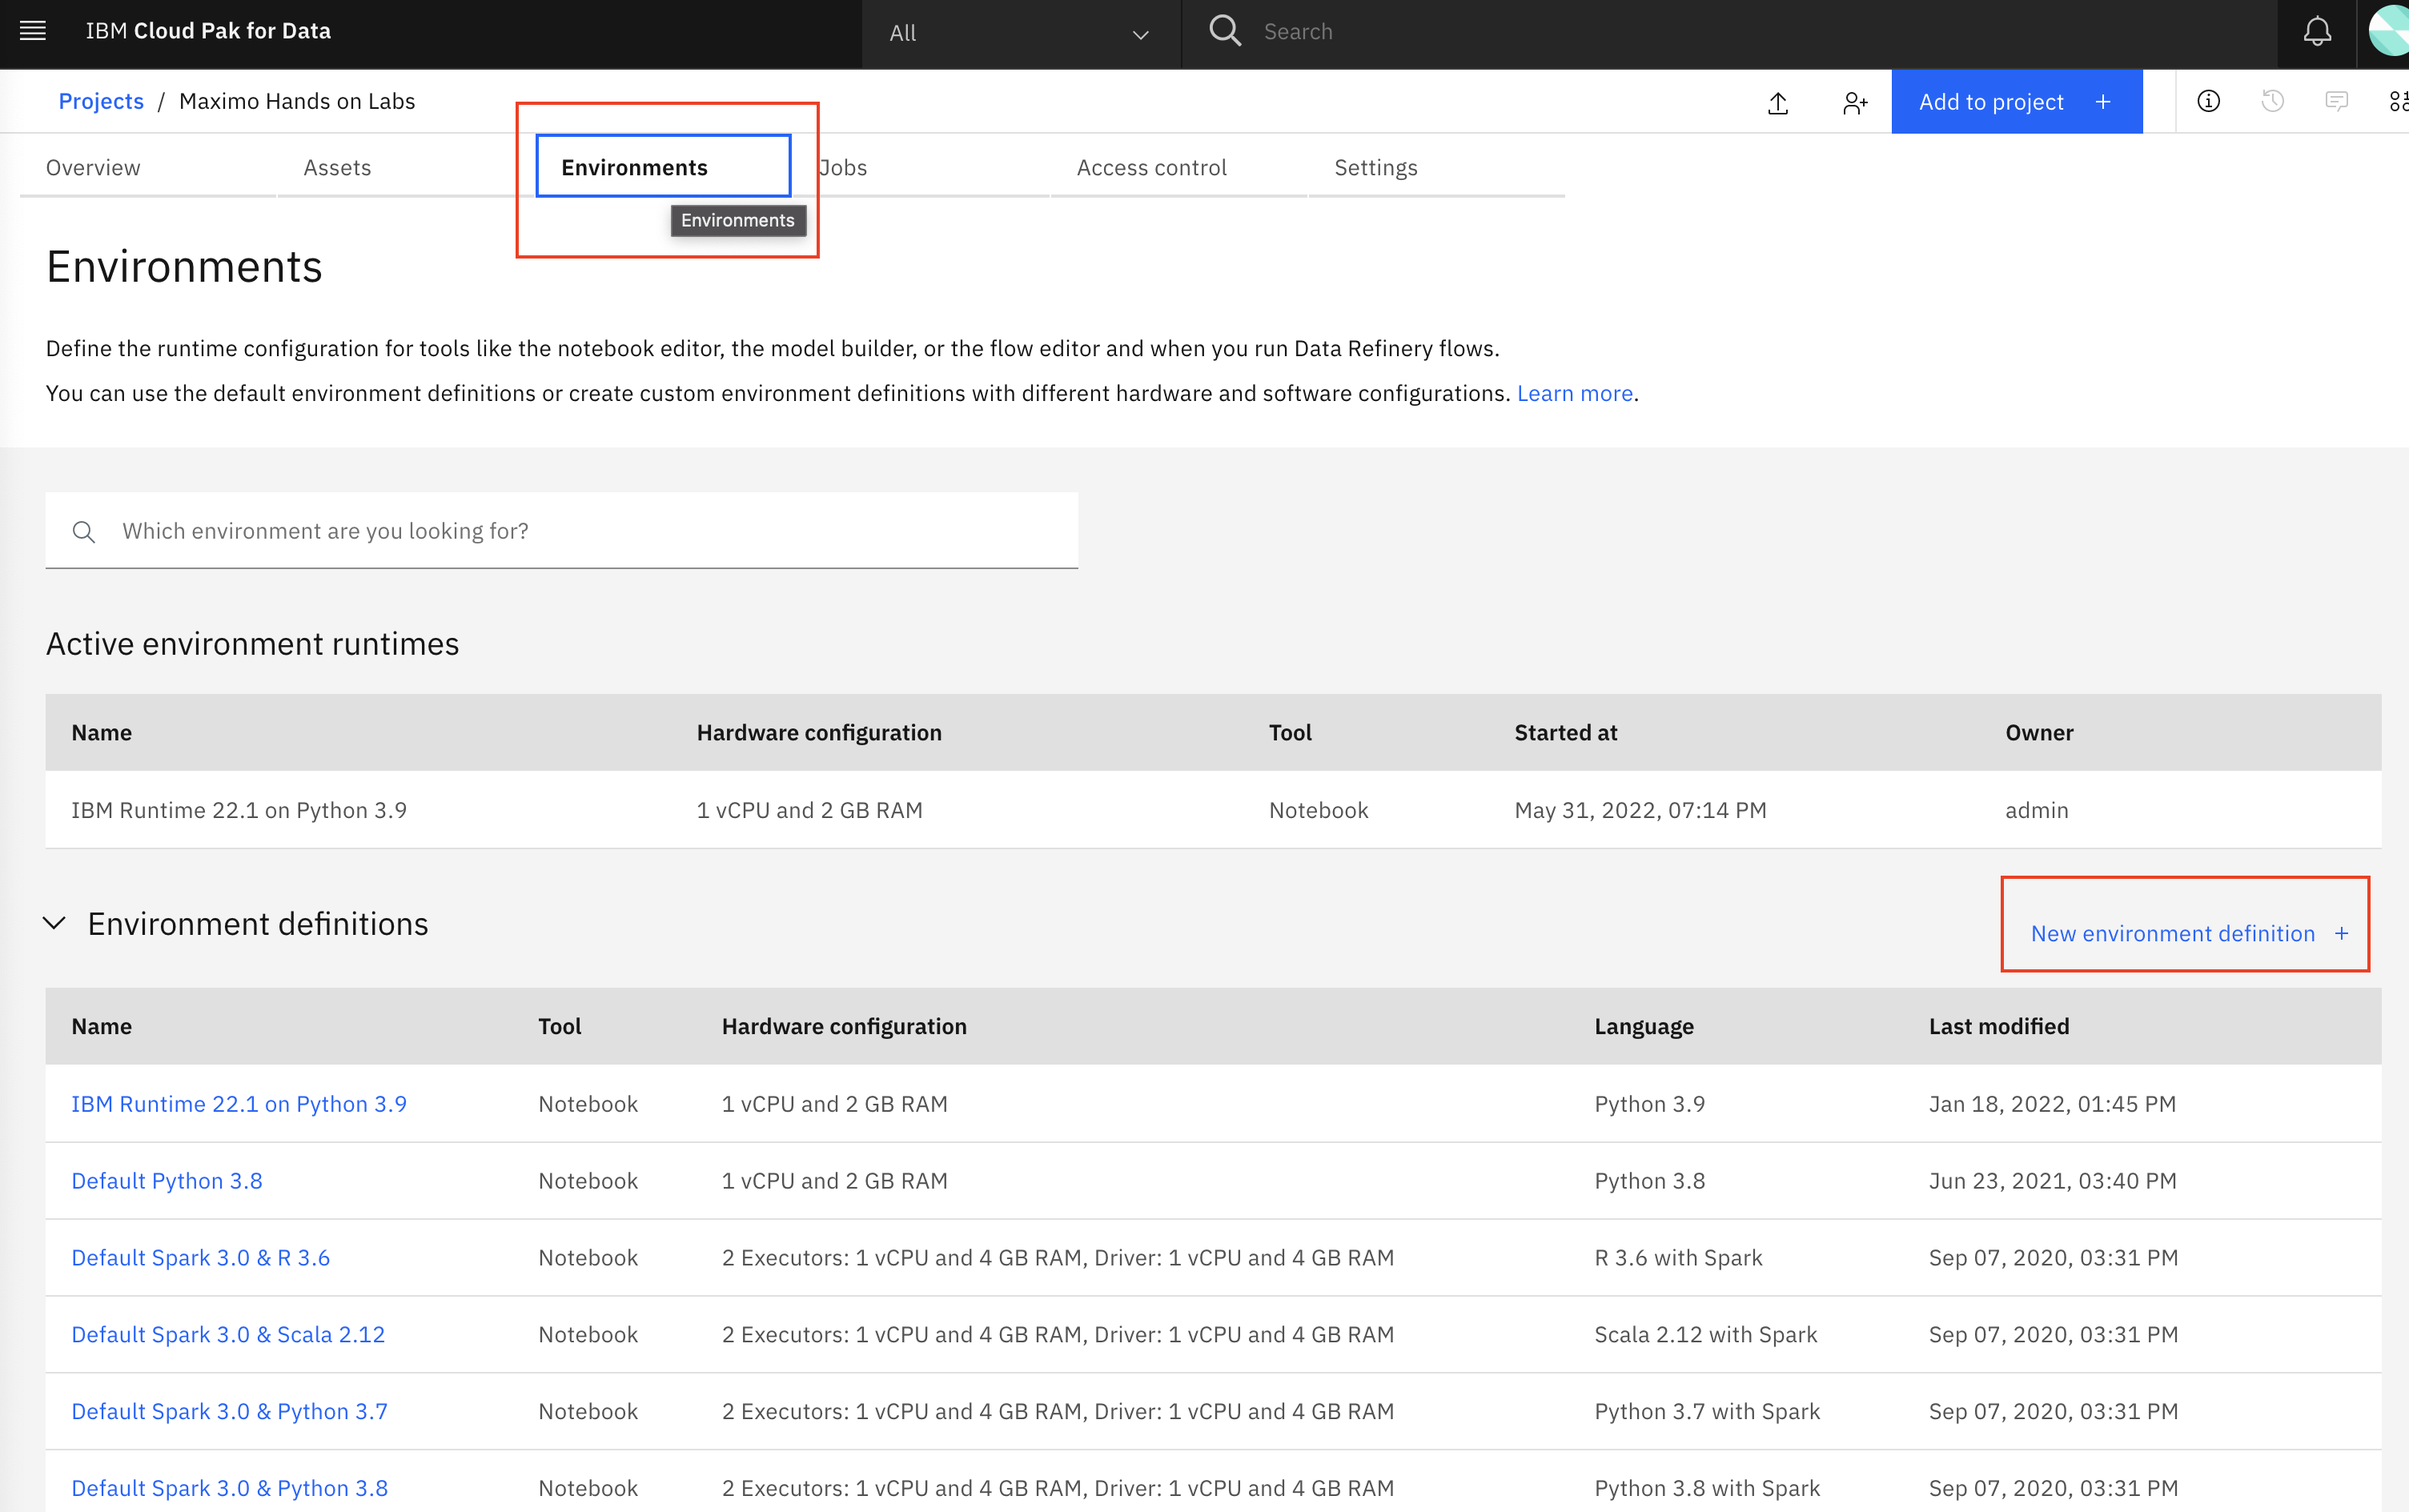 IBM Cloud Pak for Data
All
Search
Projects / Maximo Hands on Labs
Add to project +
Overview
Assets
Environments
Jobs
Access control
Settings
Environments
Environments
Define the runtime configuration for tools like the notebook editor, the model builder, or the flow editor and when you run Data Refinery flows.
You can use the default environment definitions or create custom environment definitions with different hardware and software configurations. Learn more.
Which environment are you looking for?
Active environment runtimes
Name Hardware configuration Tool Started at Owner
IBM Runtime 22.1 on Python 3.9 1 vCPU and 2 GB RAM Notebook May 31, 2022, 07:14 PM admin
Environment definitions
New environment definition +
Name Tool Hardware configuration Language Last modified
IBM Runtime 22.1 on Python 3.9 Notebook 1 vCPU and 2 GB RAM Python 3.9 Jan 18, 2022, 01:45 PM
Default Python 3.8 Notebook 1 vCPU and 2 GB RAM Python 3.8 Jun 23, 2021, 03:40 PM
Default Spark 3.0 & R 3.6 Notebook 2 Executors: 1 vCPU and 4 GB RAM, Driver: 1 vCPU and 4 GB RAM R 3.6 with Spark Sep 07, 2020, 03:31 PM
Default Spark 3.0 & Scala 2.12 Notebook 2 Executors: 1 vCPU and 4 GB RAM, Driver: 1 vCPU and 4 GB RAM Scala 2.12 with Spark Sep 07, 2020, 03:31 PM
Default Spark 3.0 & Python 3.7 Notebook 2 Executors: 1 vCPU and 4 GB RAM, Driver: 1 vCPU and 4 GB RAM Python 3.7 with Spark Sep 07, 2020, 03:31 PM
Default Spark 3.0 & Python 3.8 Notebook 2 Executors: 1 vCPU and 4 GB RAM, Driver: 1 vCPU and 4 GB RAM Python 3.8 with Spark Sep 07, 2020, 03:31 PM